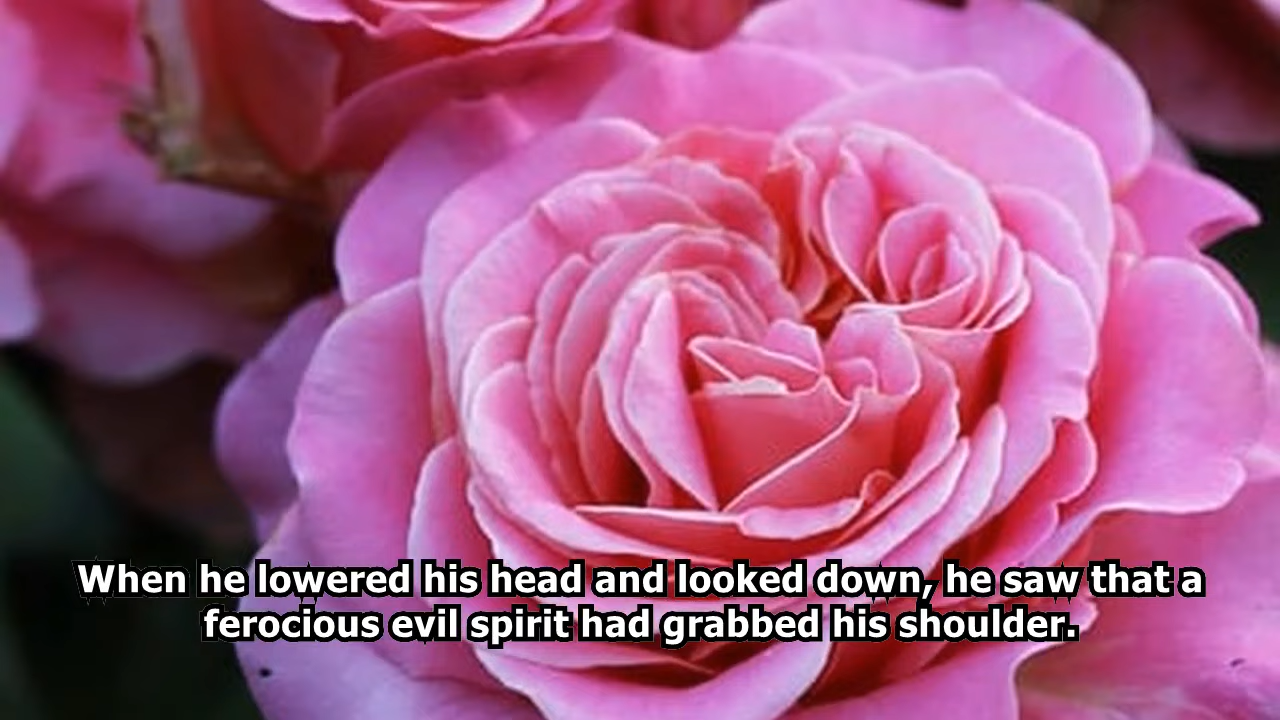 When he lowered his head and looked down, he saw that a
ferocious evil spirit had grabbed his shoulder.